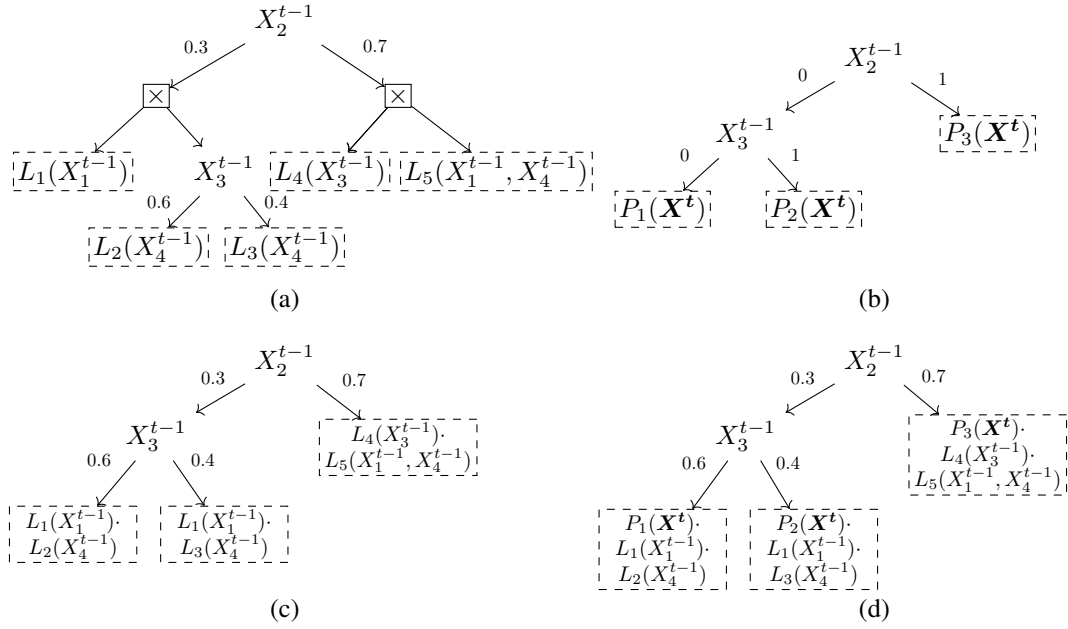 X_2^{t-1}
0.3 0.7
× ×
L_1(X_1^{t-1}) X_3^{t-1} L_4(X_3^{t-1}) L_5(X_1^{t-1}, X_4^{t-1})
0.6 0.4
L_2(X_4^{t-1}) L_3(X_4^{t-1})
(a)
X_2^{t-1}
0 1
X_3^{t-1} P_3(X^t)
0 1
P_1(X^t) P_2(X^t)
(b)
X_2^{t-1}
0.3 0.7
X_3^{t-1} L_4(X_3^{t-1})·
L_5(X_1^{t-1}, X_4^{t-1})
0.6 0.4
L_1(X_1^{t-1})· L_1(X_1^{t-1})·
L_2(X_4^{t-1}) L_3(X_4^{t-1})
(c)
X_2^{t-1}
0.3 0.7
X_3^{t-1} P_3(X^t)·
L_4(X_3^{t-1})·
L_5(X_1^{t-1}, X_4^{t-1})
0.6 0.4
P_1(X^t)· P_2(X^t)·
L_1(X_1^{t-1})· L_1(X_1^{t-1})·
L_2(X_4^{t-1}) L_3(X_4^{t-1})
(d)